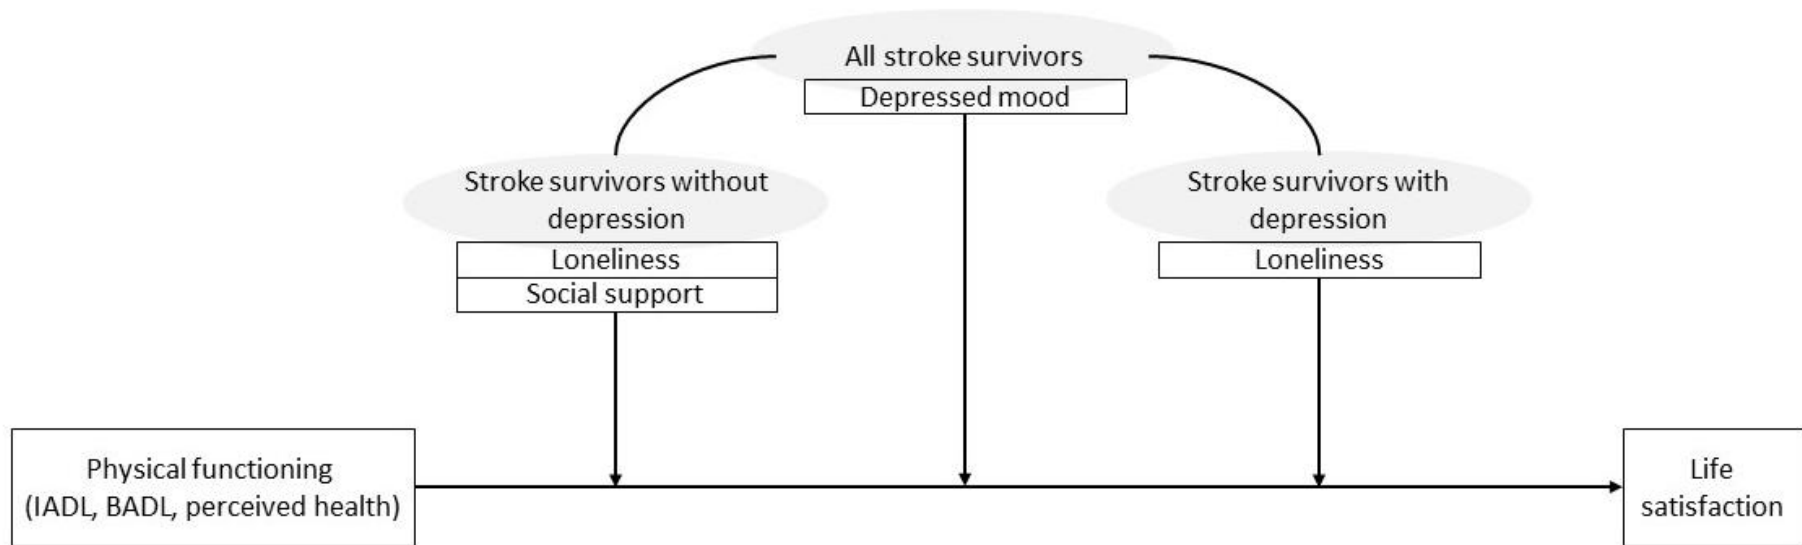 All stroke survivors
Depressed mood
Stroke survivors without
depression
Loneliness
Social support
Stroke survivors with
depression
Loneliness
Physical functioning
(IADL, BADL, perceived health)
Life
satisfaction